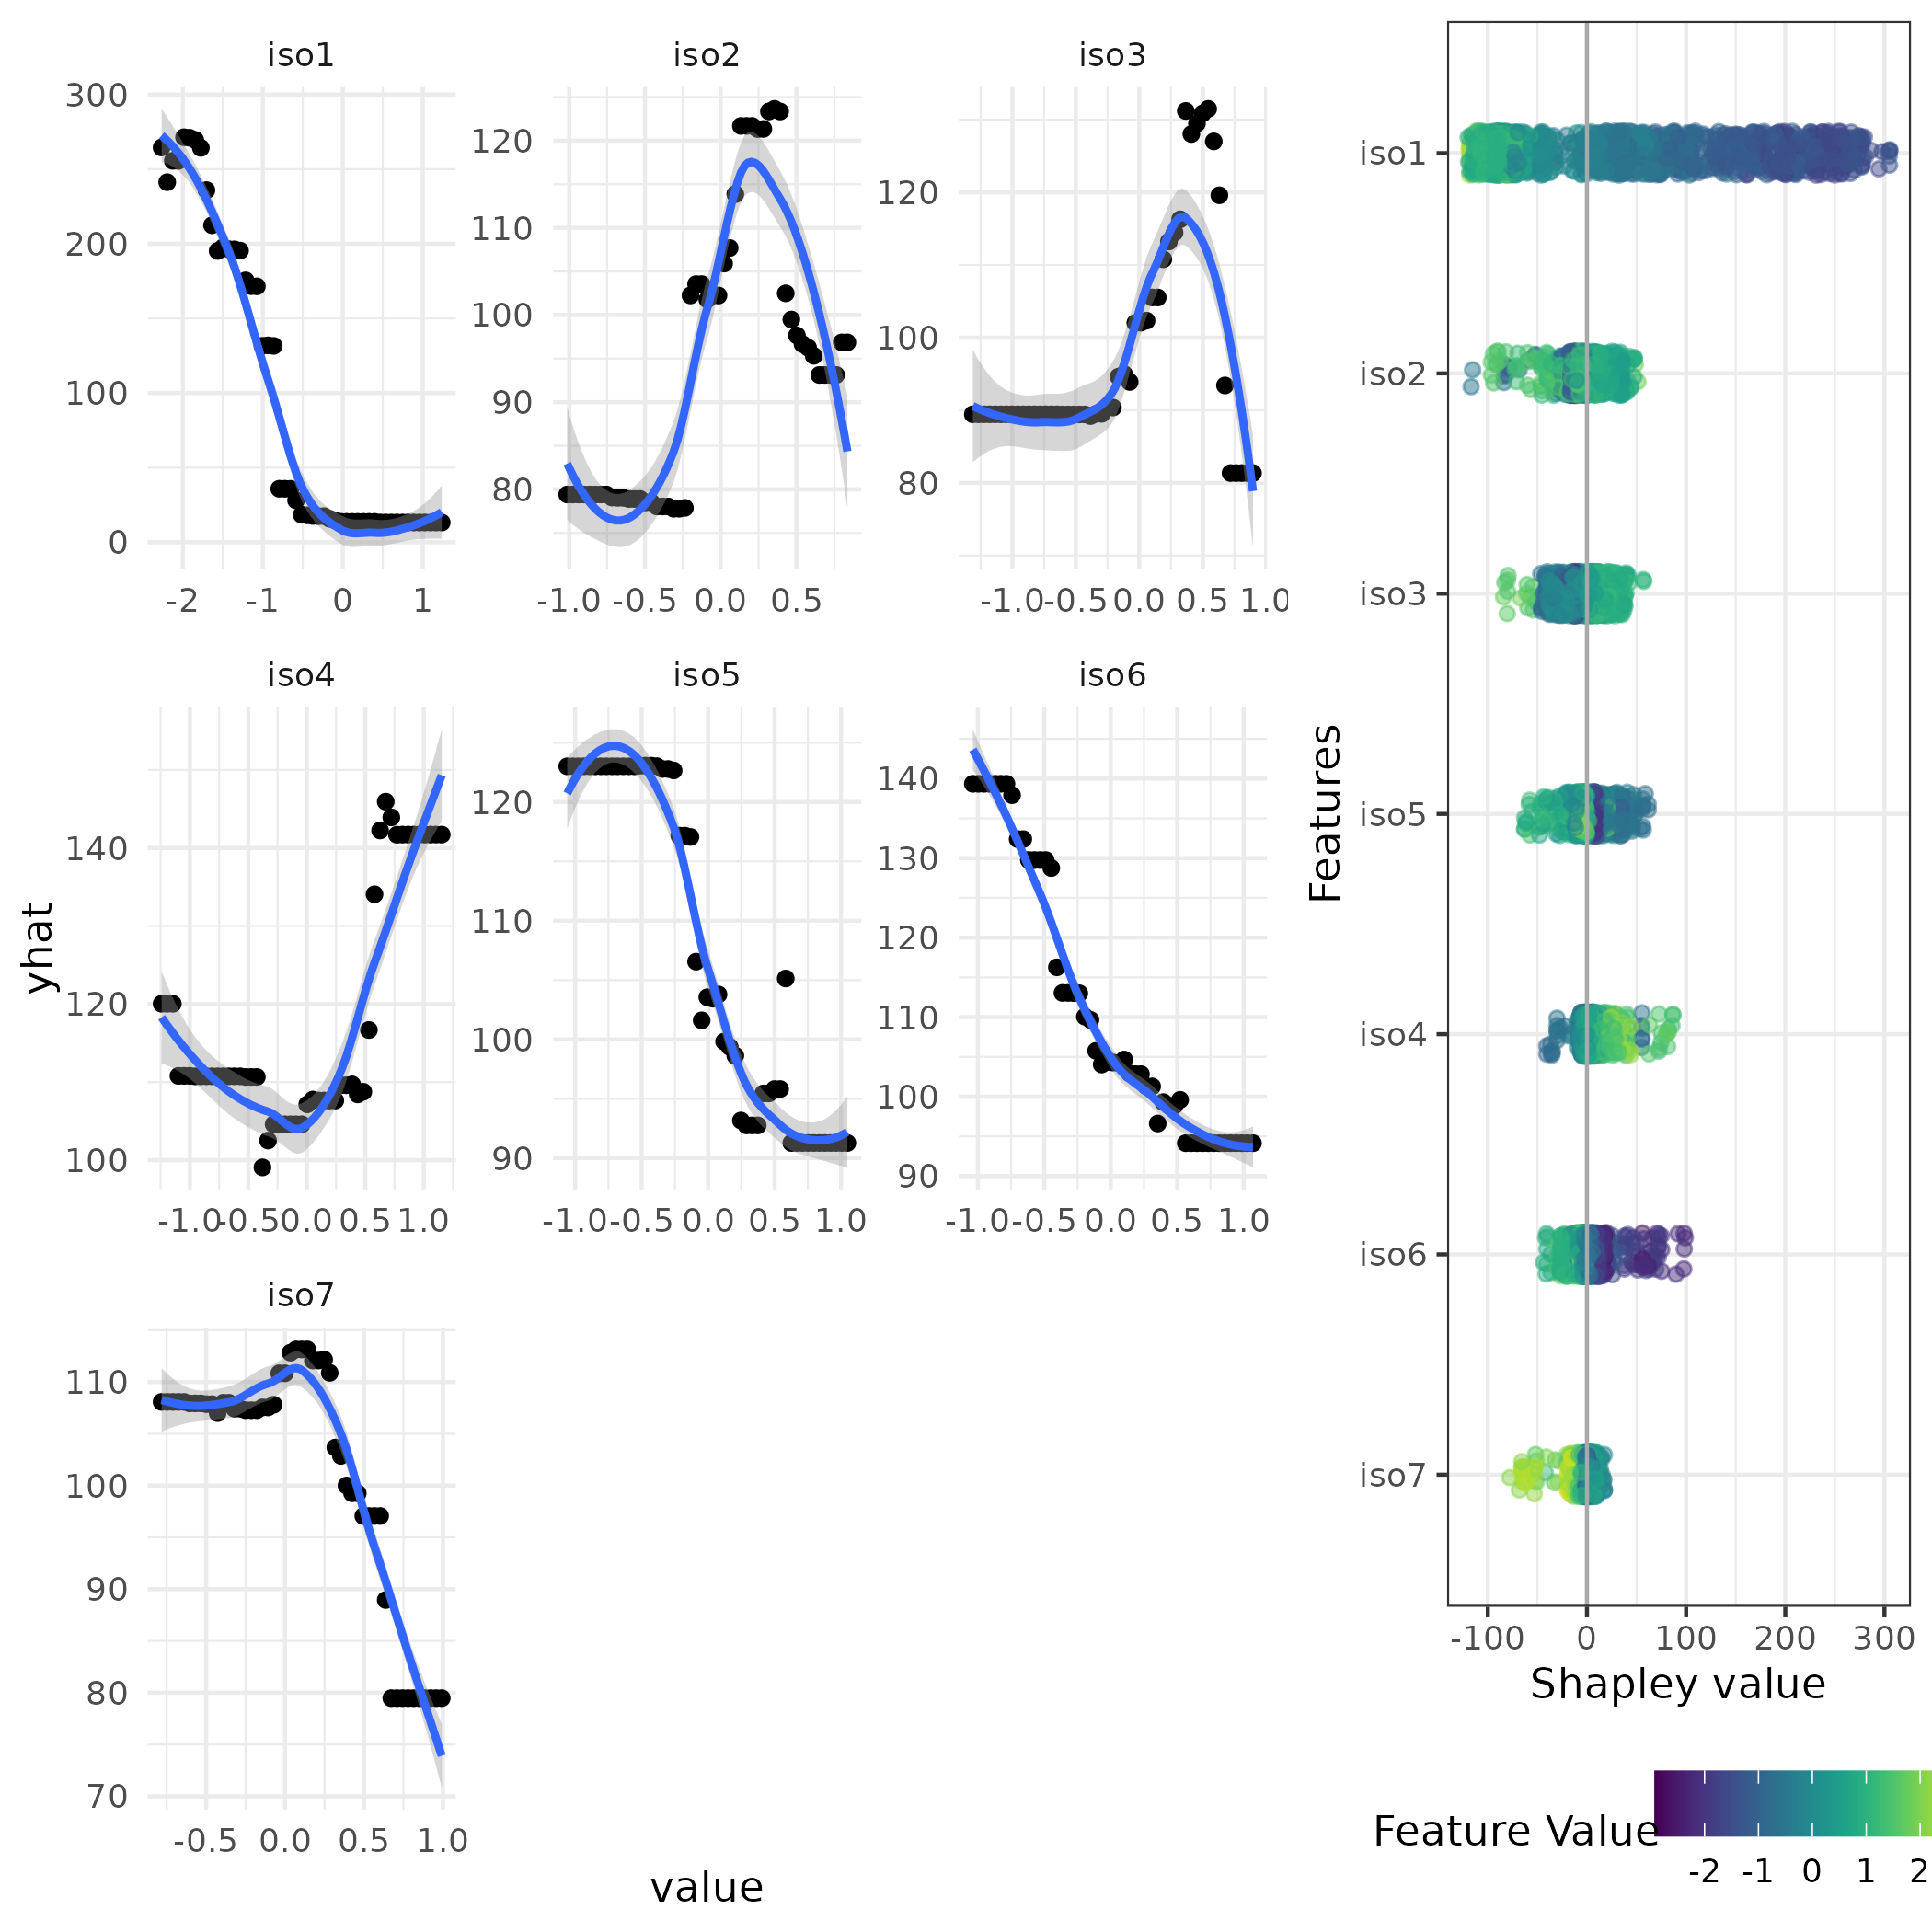 iso1 iso2 iso3
300
200
100
0
-2 -1 0 1
120
110
100
90
80
-1.0 -0.5 0.0 0.5
120
100
80
-1.0 -0.5 0.0 0.5 1.0
iso4 iso5 iso6
yhat
140
120
100
-1.0 -0.5 0.0 0.5 1.0
120
110
100
90
-1.0 -0.5 0.0 0.5 1.0
140
130
120
110
100
90
-1.0 -0.5 0.0 0.5 1.0
iso7
110
100
90
80
70
-0.5 0.0 0.5 1.0
value
Features
iso1
iso2
iso3
iso4
iso5
iso6
iso7
-100 0 100 200 300
Shapley value
Feature Value
-2 -1 0 1 2